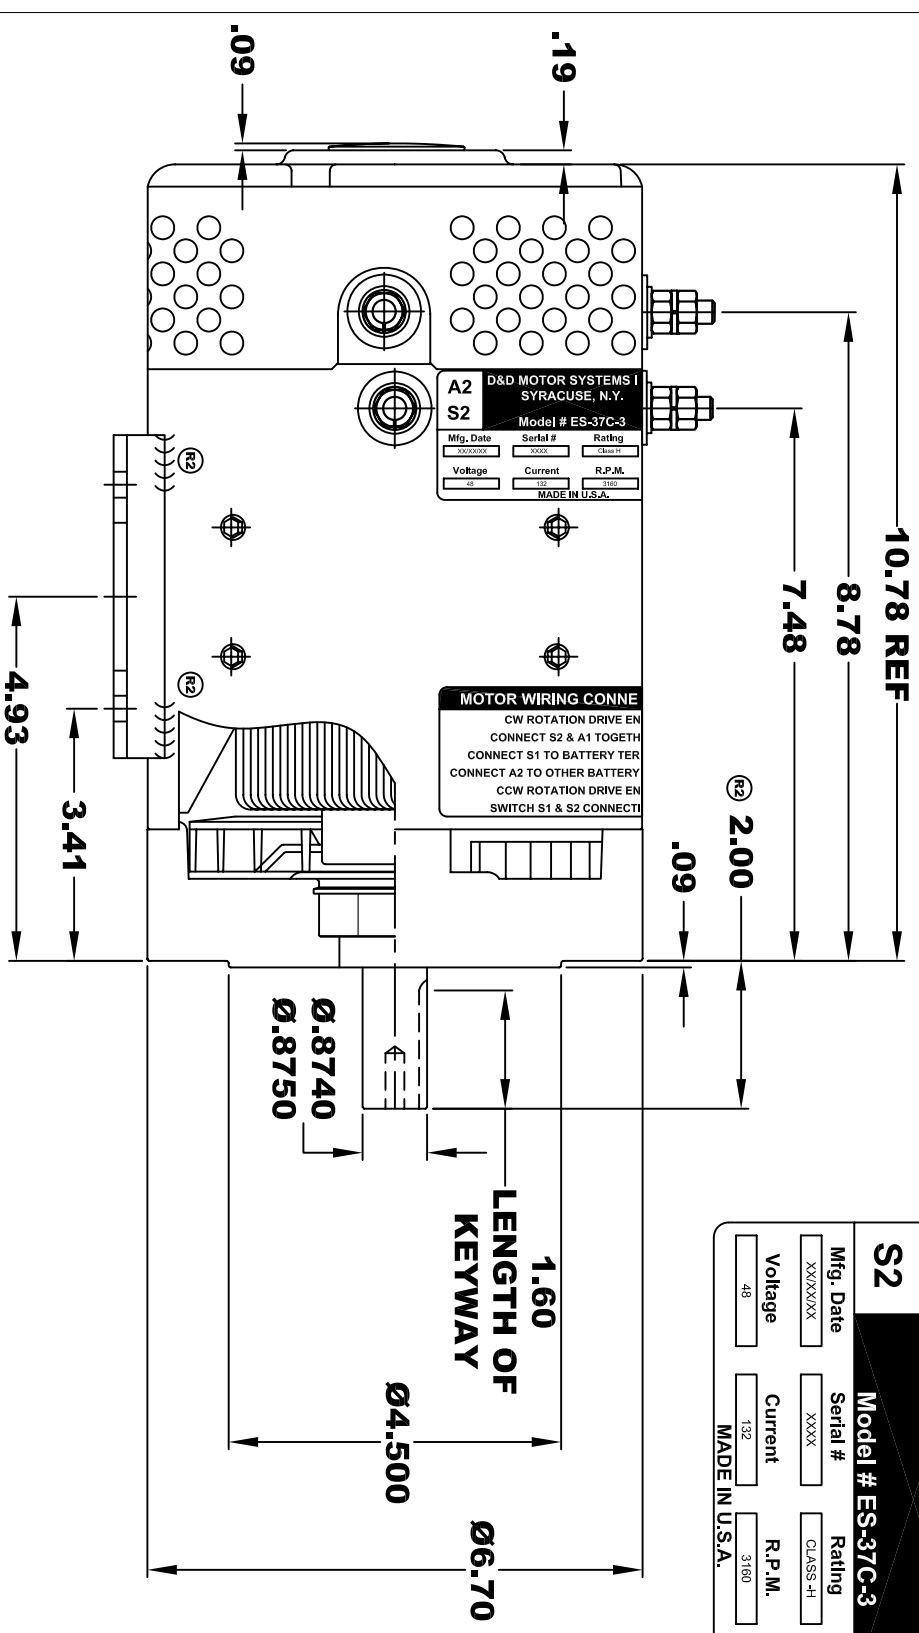 .09
.19
10.78 REF
8.78
7.48
A2
S2
D&D MOTOR SYSTEMS I
SYRACUSE, N.Y.
Model # ES-37C-3
Mfg. Date Serial # Rating
XX/XX/XX XXXX Class H
Voltage Current R.P.M.
48 132 3160
MADE IN U.S.A.
R2
R2
4.93
3.41
MOTOR WIRING CONNE
CW ROTATION DRIVE EN
CONNECT S2 & A1 TOGETH
CONNECT S1 TO BATTERY TER
CONNECT A2 TO OTHER BATTERY
CCW ROTATION DRIVE EN
SWITCH S1 & S2 CONNECTI
R2 2.00
.09
Ø.8740
Ø.8750
1.60
LENGTH OF
KEYWAY
Ø4.500
Ø6.70
S2
Model # ES-37C-3
Mfg. Date Serial # Rating
XX/XX/XX XXXX CLASS -H
Voltage Current R.P.M.
48 132 3160
MADE IN U.S.A.